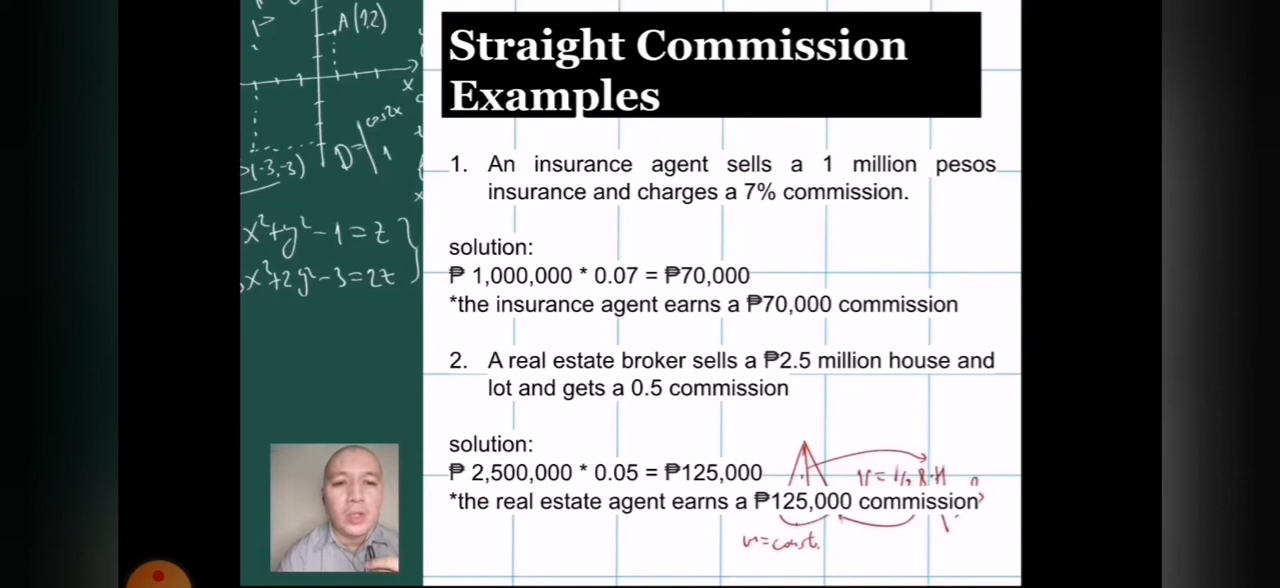 A(1,2)
x
cos2x
D=
1
(-3,-3)
x²+y²-1=z
x³+2y²-3=2z
Straight Commission
Examples
1. An insurance agent sells a 1 million pesos
insurance and charges a 7% commission.
solution:
₱ 1,000,000 * 0.07 = ₱70,000
*the insurance agent earns a ₱70,000 commission
2. A real estate broker sells a ₱2.5 million house and
lot and gets a 0.5 commission
solution:
₱ 2,500,000 * 0.05 = ₱125,000
*the real estate agent earns a ₱125,000 commission
=const.